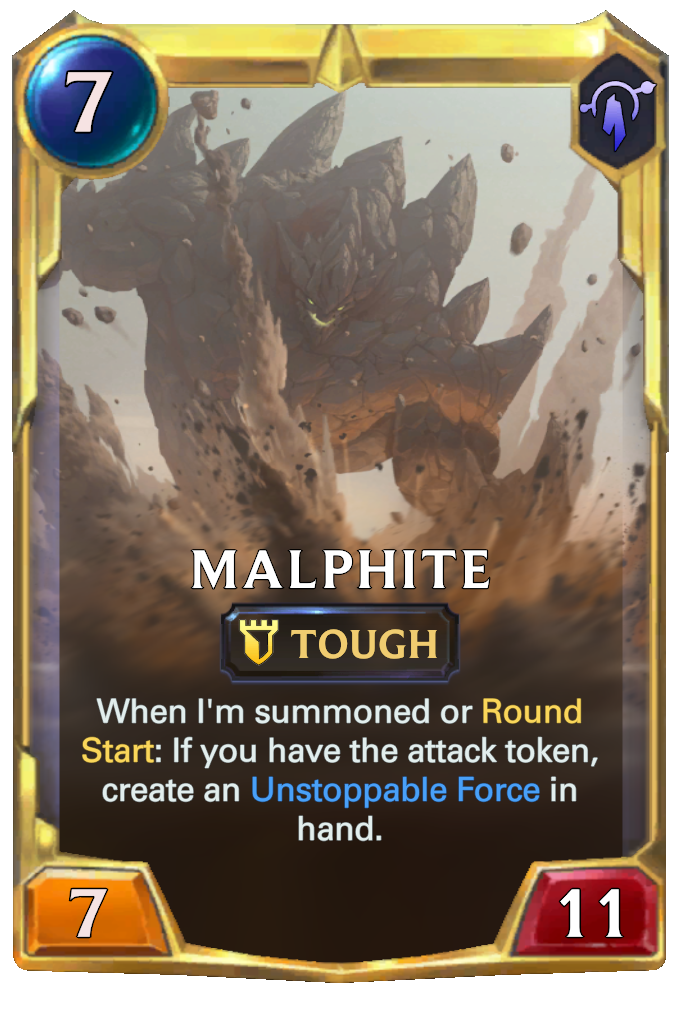 7
MALPHITE
TOUGH
When I'm summoned or Round
Start: If you have the attack token,
create an Unstoppable Force in
hand.
7
11